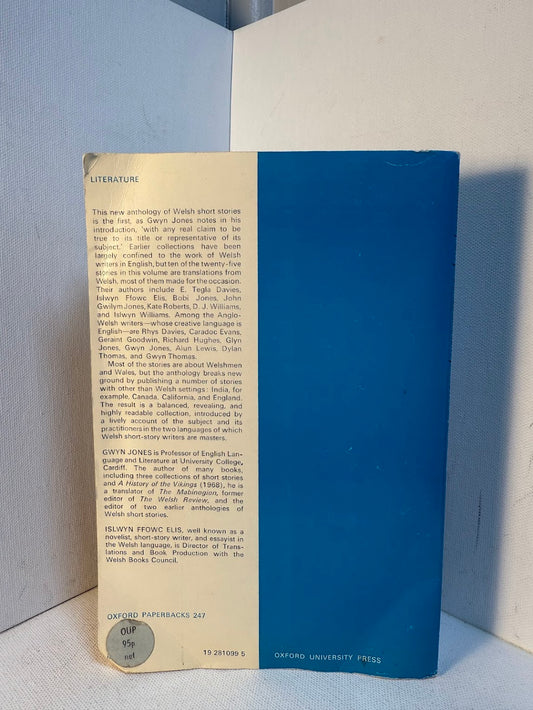 LITERATURE
This new anthology of Welsh short stories
is the first, as Gwyn Jones notes in his
introduction, 'with any real claim to be
true to its title or representative of its
subject.' Earlier collections have been
largely confined to the work of Welsh
writers in English, but ten of the twenty-five
stories in this volume are translations from
Welsh, most of them made for the occasion.
Their authors include E. Tegla Davies,
Islwyn Ffowc Elis, Bobi Jones, John
Gwilym Jones, Kate Roberts, D. J. Williams,
and Islwyn Williams. Among the Anglo-
Welsh writers—whose creative language is
English—are Rhys Davies, Caradoc Evans,
Geraint Goodwin, Richard Hughes, Glyn
Jones, Gwyn Jones, Alun Lewis, Dylan
Thomas, and Gwyn Thomas.
Most of the stories are about Welshmen
and Wales, but the anthology breaks new
ground by publishing a number of stories
with other than Welsh settings: India, for
example, Canada, California, and England.
The result is a balanced, revealing, and
highly readable collection, introduced by
a lively account of the subject and its
practitioners in the two languages of which
Welsh short-story writers are masters.
GWYN JONES is Professor of English Lan-
guage and Literature at University College,
Cardiff. The author of many books,
including three collections of short stories
and A History of the Vikings (1968), he is
a translator of The Mabinogion, former
editor of The Welsh Review, and the
editor of two earlier anthologies of
Welsh short stories.
ISLWYN FFOWC ELIS, well known as a
novelist, short-story writer, and essayist in
the Welsh language, is Director of Trans-
lations and Book Production with the
Welsh Books Council.
OXFORD PAPERBACKS 247
OUP
95p
net
19 281099 5
OXFORD UNIVERSITY PRESS